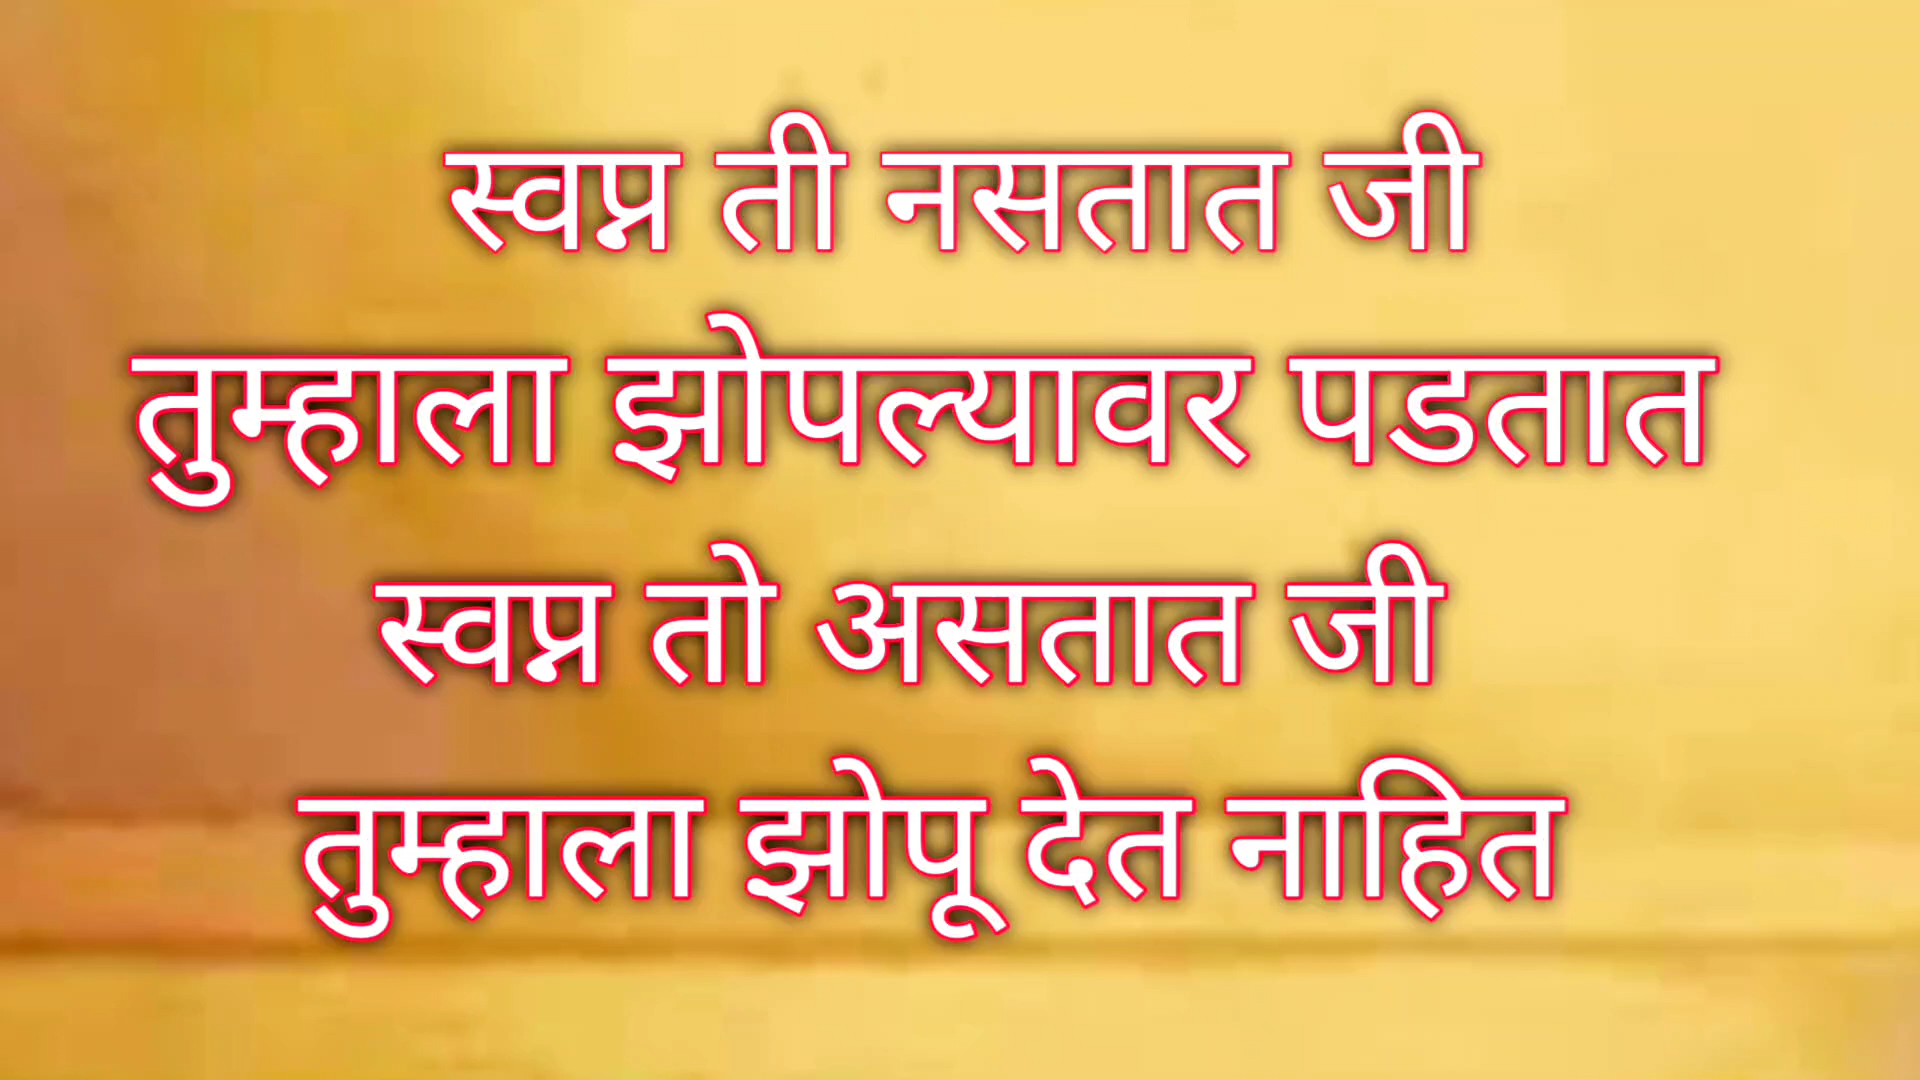 स्वप्न ती नसतात जी
तुम्हाला झोपल्यावर पडतात
स्वप्न तो असतात जी
तुम्हाला झोपू देत नाहित